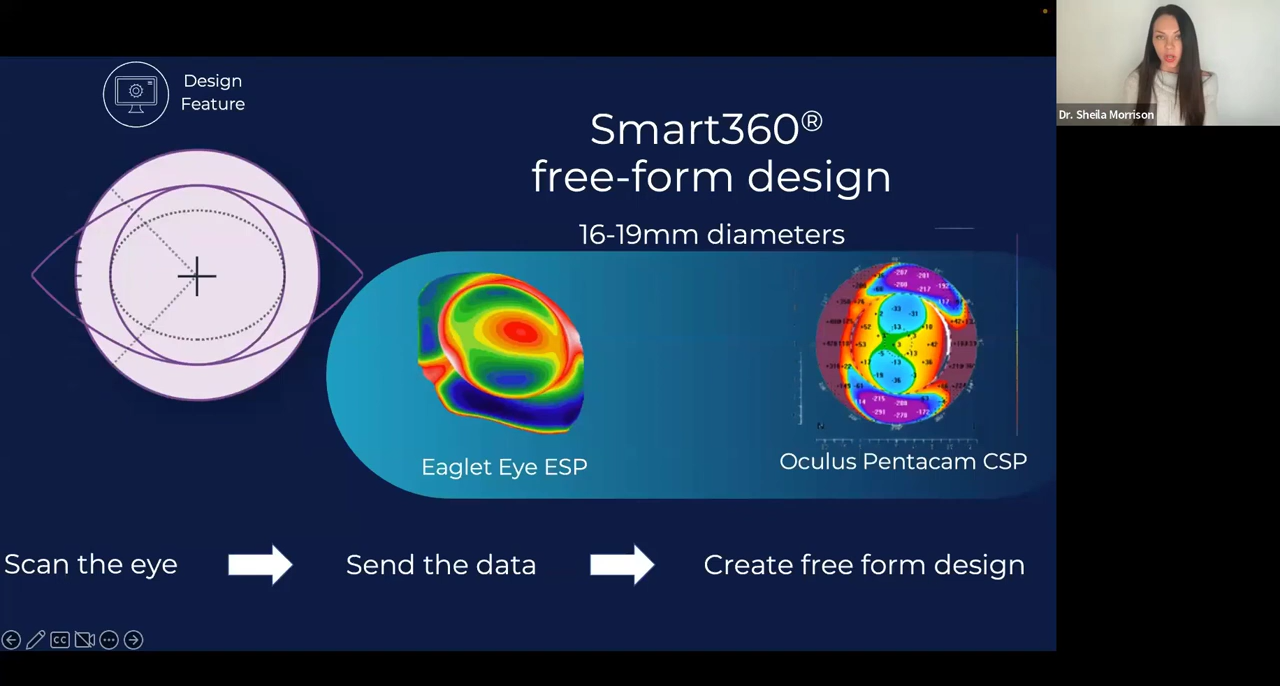 Design
Feature
Smart360®
free-form design
16-19mm diameters
Eaglet Eye ESP
Oculus Pentacam CSP
Scan the eye
Send the data
Create free form design
CC
Dr. Sheila Morrison